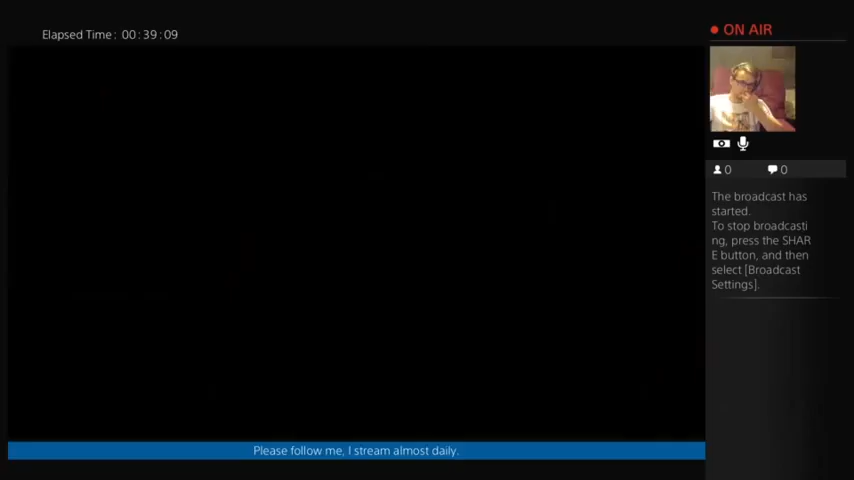 Elapsed Time: 00:39:09
ON AIR
0 0
The broadcast has
started.
To stop broadcasti
ng, press the SHAR
E button, and then
select [Broadcast
Settings].
Please follow me, I stream almost daily.